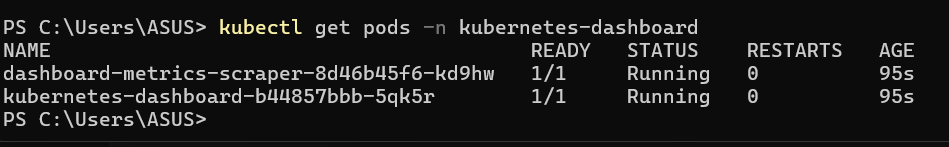 PS C:\Users\ASUS> kubectl get pods -n kubernetes-dashboard
NAME                                        READY   STATUS    RESTARTS   AGE
dashboard-metrics-scraper-8d46b45f6-kd9hw   1/1     Running   0          95s
kubernetes-dashboard-b44857bbb-5qk5r        1/1     Running   0          95s
PS C:\Users\ASUS>